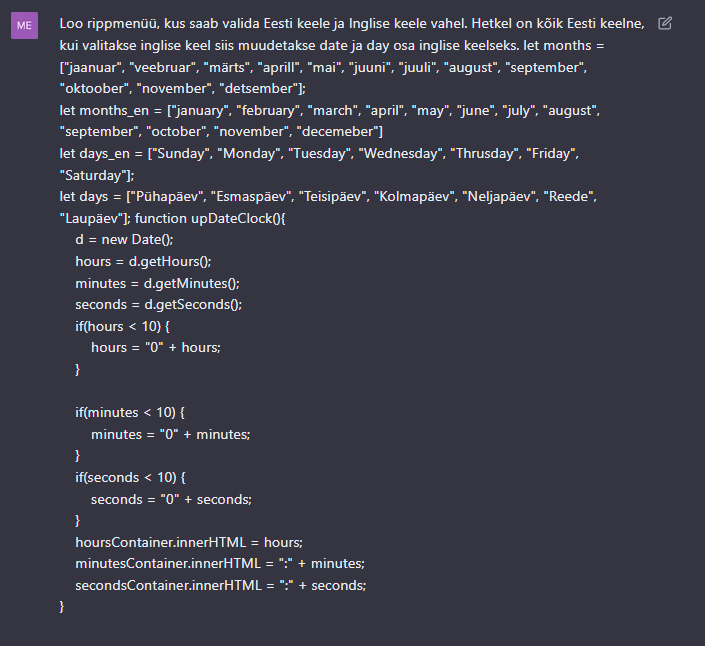 ME
Loo rippmenüü, kus saab valida Eesti keele ja Inglise keele vahel. Hetkel on kõik Eesti keelne,
kui valitakse inglise keel siis muudetakse date ja day osa inglise keelseks. let months =
["jaanuar", "veebruar", "märts", "aprill", "mai", "juuni", "juuli", "august", "september",
"oktoober", "november", "detsember"];
let months_en = ["january", "february", "march", "april", "may", "june", "july", "august",
"september", "october", "november", "decemeber"]
let days_en = ["Sunday", "Monday", "Tuesday", "Wednesday", "Thrusday", "Friday",
"Saturday"];
let days = ["Pühapäev", "Esmaspäev", "Teisipäev", "Kolmapäev", "Neljapäev", "Reede",
"Laupäev"]; function upDateClock(){
    d = new Date();
    hours = d.getHours();
    minutes = d.getMinutes();
    seconds = d.getSeconds();
    if(hours < 10) {
        hours = "0" + hours;
    }
    if(minutes < 10) {
        minutes = "0" + minutes;
    }
    if(seconds < 10) {
        seconds = "0" + seconds;
    }
    hoursContainer.innerHTML = hours;
    minutesContainer.innerHTML = ":" + minutes;
    secondsContainer.innerHTML = ":" + seconds;
}